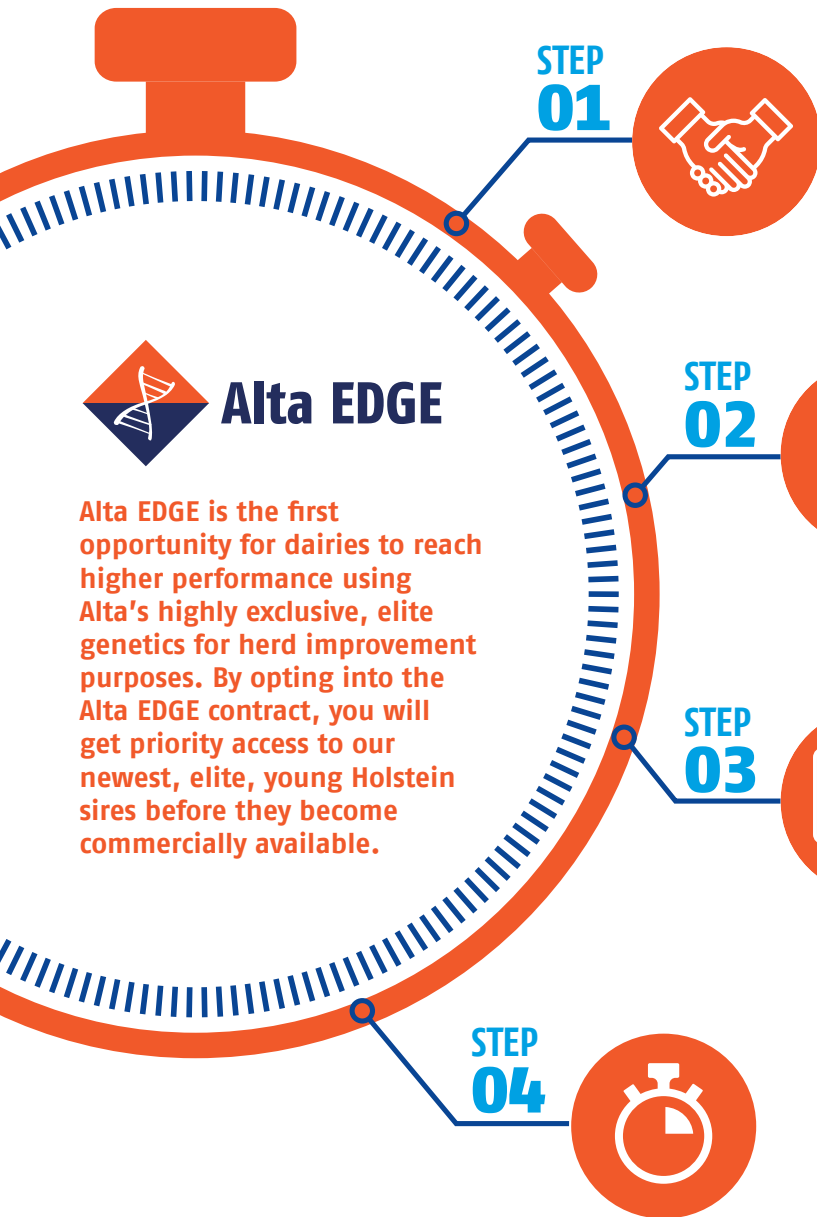 STEP
01
STEP
02
Alta EDGE
Alta EDGE is the first
opportunity for dairies to reach
higher performance using
Alta's highly exclusive, elite
genetics for herd improvement
purposes. By opting into the
Alta EDGE contract, you will
get priority access to our
newest, elite, young Holstein
sires before they become
commercially available.
STEP
03
STEP
04